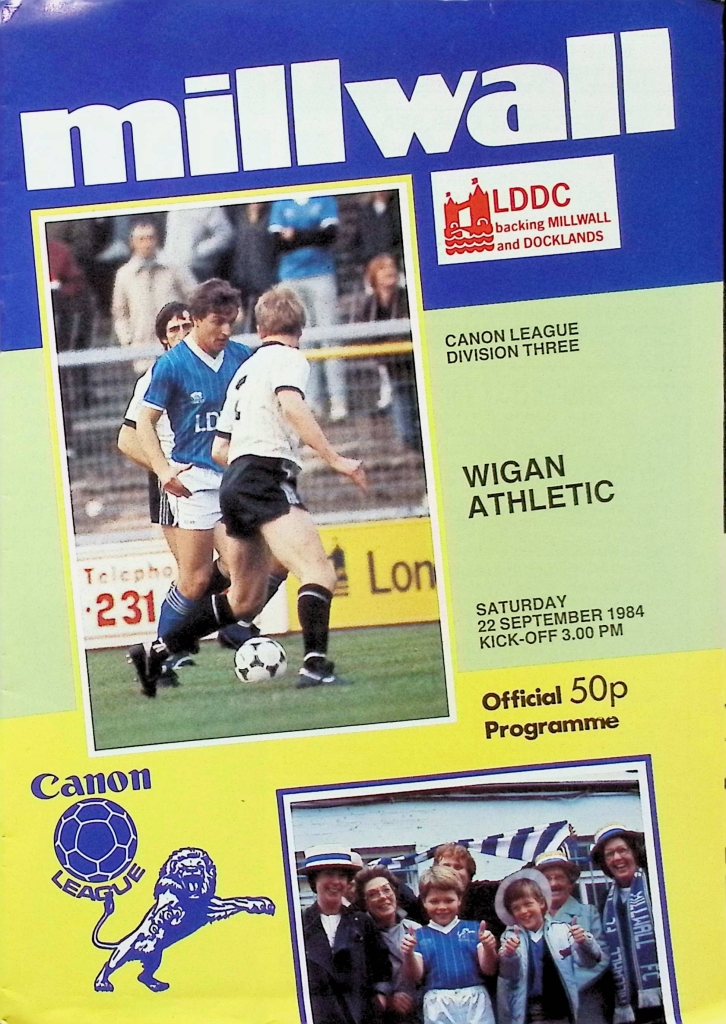 millwall
LDDC
backing MILLWALL
and DOCKLANDS
CANON LEAGUE
DIVISION THREE
WIGAN
ATHLETIC
SATURDAY
22 SEPTEMBER 1984
KICK-OFF 3.00 PM
Official 50p
Programme
LD
Telepho
231
Lon
Canon
LEAGUE
MILLWALL FC